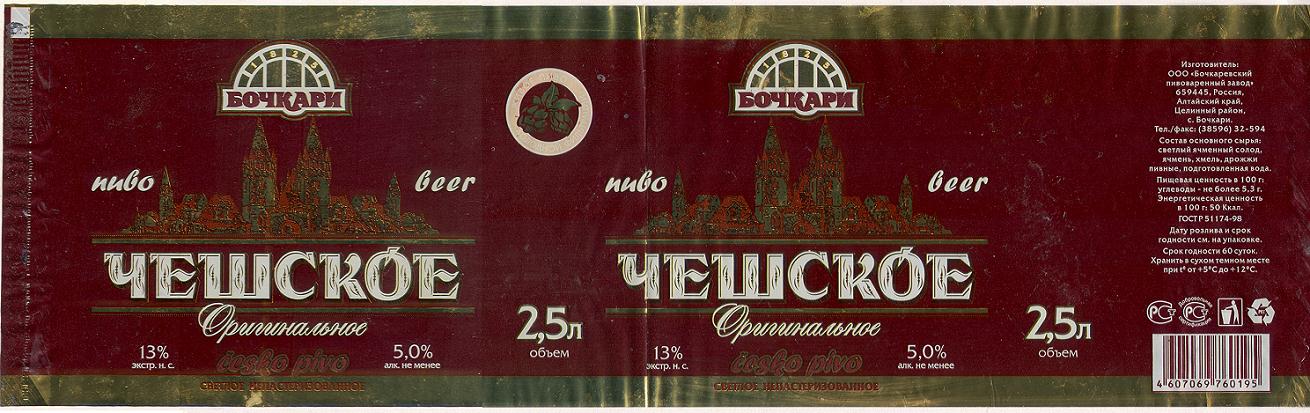 1825
БОЧКАРИ
пиво
beer
ЧЕШСКОЕ
Оригинальное
13%
экстр. н. с.
česko pivo
5,0%
алк. не менее
СВЕТЛОЕ НЕПАСТЕРИЗОВАННОЕ
2,5л
объем
1825
БОЧКАРИ
пиво
beer
ЧЕШСКОЕ
Оригинальное
13%
экстр. н. с.
česko pivo
5,0%
алк. не менее
СВЕТЛОЕ НЕПАСТЕРИЗОВАННОЕ
2,5л
объем
Изготовитель:
ООО «Бочкаревский
пивоваренный завод»
659445, Россия,
Алтайский край,
Целинный район,
с. Бочкари.
Тел./факс: (38596) 32-594
Состав основного сырья:
светлый ячменный солод,
ячмень, хмель, дрожжи
пивные, подготовленная вода.
Пищевая ценность в 100 г:
углеводы - не более 5,3 г.
Энергетическая ценность
в 100 г: 50 Ккал.
ГОСТ Р 51174-98
Дату розлива и срок
годности см. на упаковке.
Срок годности 60 суток.
Хранить в сухом темном месте
при t° от +5°С до +12°С.
Добровольная
сертификация
4 607069 760195